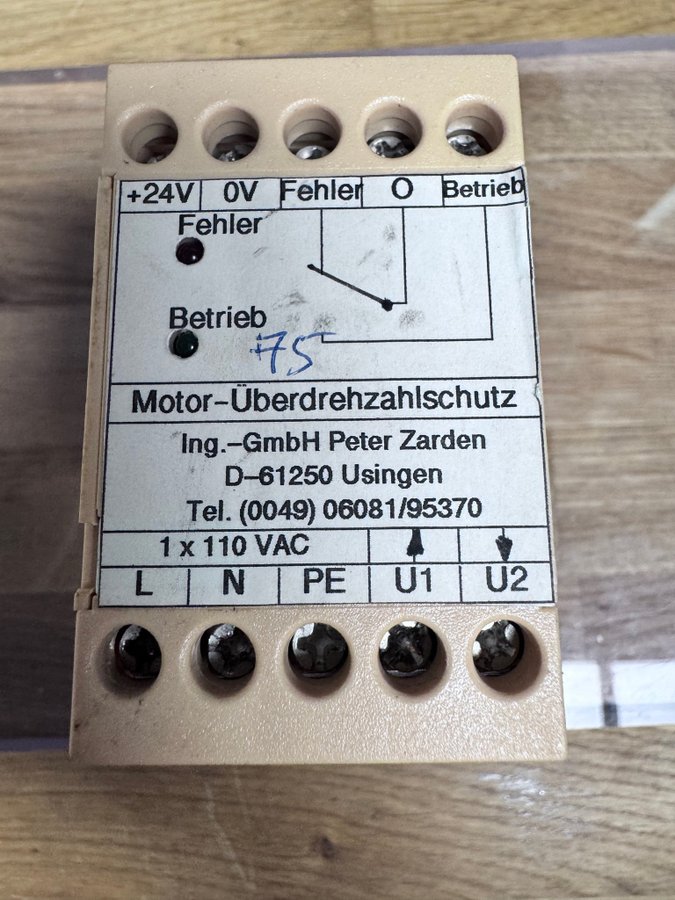 +24V 0V Fehler O Betrieb
Fehler
Betrieb
75
Motor-Überdrehzahlschutz
Ing.-GmbH Peter Zarden
D-61250 Usingen
Tel. (0049) 06081/95370
1 x 110 VAC
L N PE U1 U2